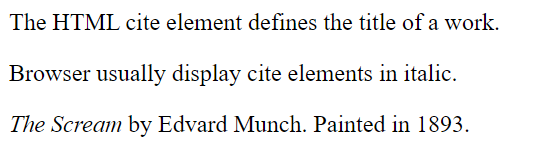 The HTML cite element defines the title of a work.
Browser usually display cite elements in italic.
The Scream by Edvard Munch. Painted in 1893.